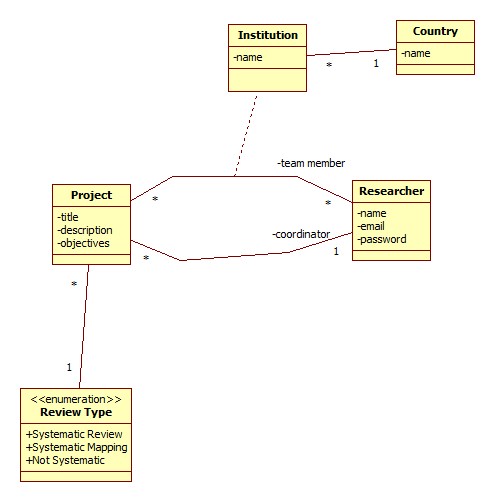 Institution
-name
Country
-name
*
1
-team member
Project
-title
-description
-objectives
*
*
Researcher
-name
-email
-password
-coordinator
*
1
*
1
<<enumeration>>
Review Type
+Systematic Review
+Systematic Mapping
+Not Systematic